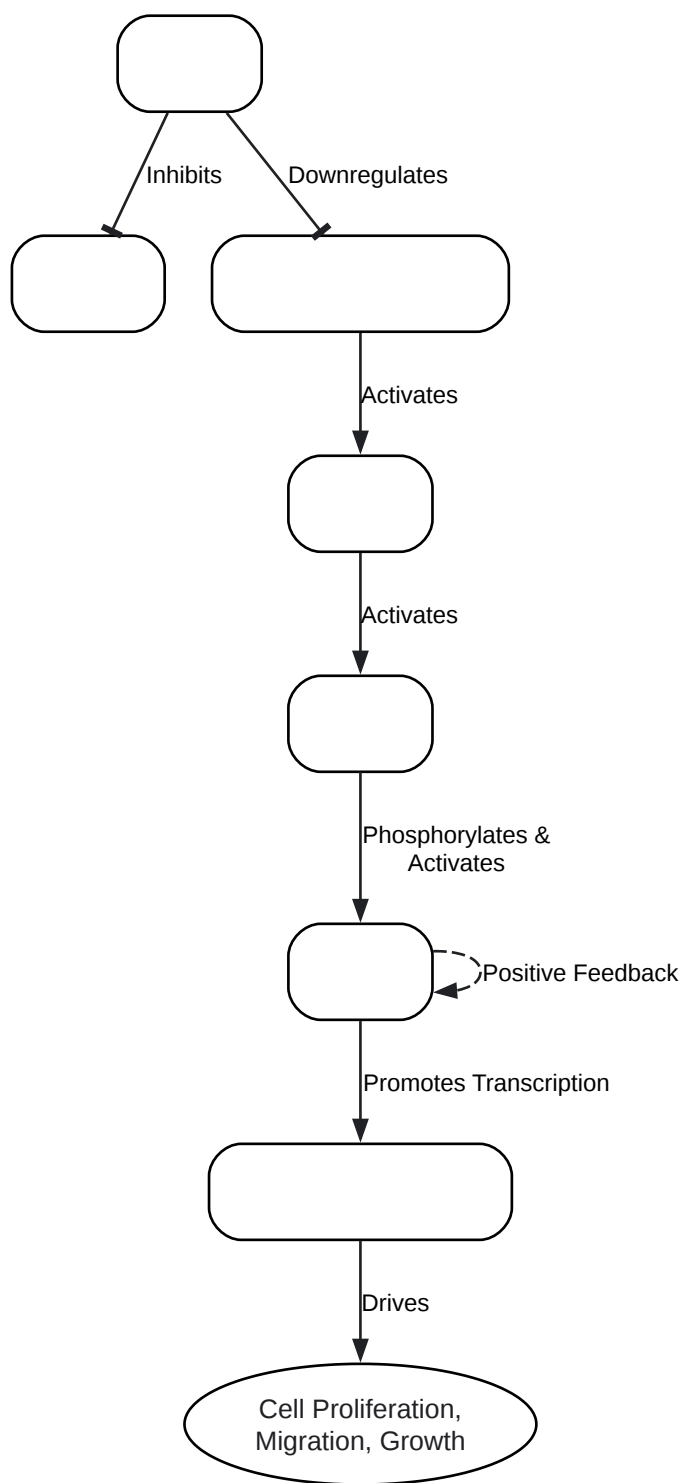 Inhibits
Downregulates
Activates
Activates
Phosphorylates &
Activates
Positive Feedback
Promotes Transcription
Drives
Cell Proliferation,
Migration, Growth